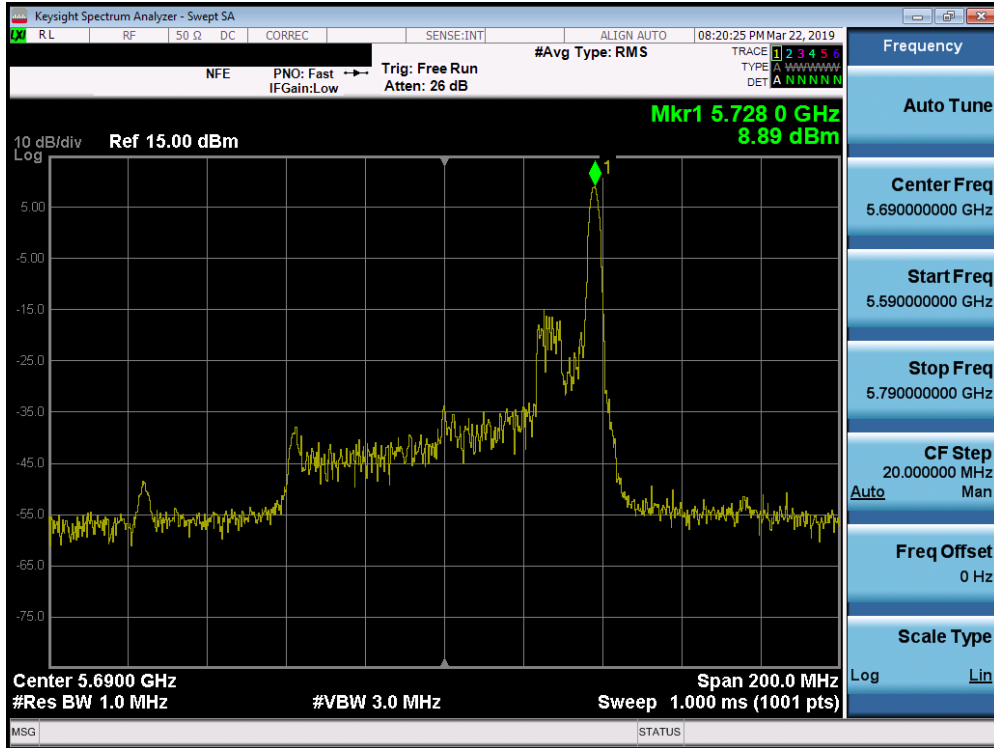 Keysight Spectrum Analyzer - Swept SA
LXI RL RF 50 Ω DC CORREC SENSE:INT ALIGN AUTO 08:20:25 PM Mar 22, 2019
NFE PNO: Fast Trig: Free Run #Avg Type: RMS TRACE 1 2 3 4 5 6
IFGain:Low Atten: 26 dB TYPE A WWWWW
DET A N N N N N
Mkr1 5.728 0 GHz
8.89 dBm
10 dB/div Ref 15.00 dBm
Log
1
5.00
-5.00
-15.0
-25.0
-35.0
-45.0
-55.0
-65.0
-75.0
Center 5.6900 GHz Span 200.0 MHz
#Res BW 1.0 MHz #VBW 3.0 MHz Sweep 1.000 ms (1001 pts)
MSG STATUS
Frequency
Auto Tune
Center Freq
5.690000000 GHz
Start Freq
5.590000000 GHz
Stop Freq
5.790000000 GHz
CF Step
20.000000 MHz
Auto Man
Freq Offset
0 Hz
Scale Type
Log Lin